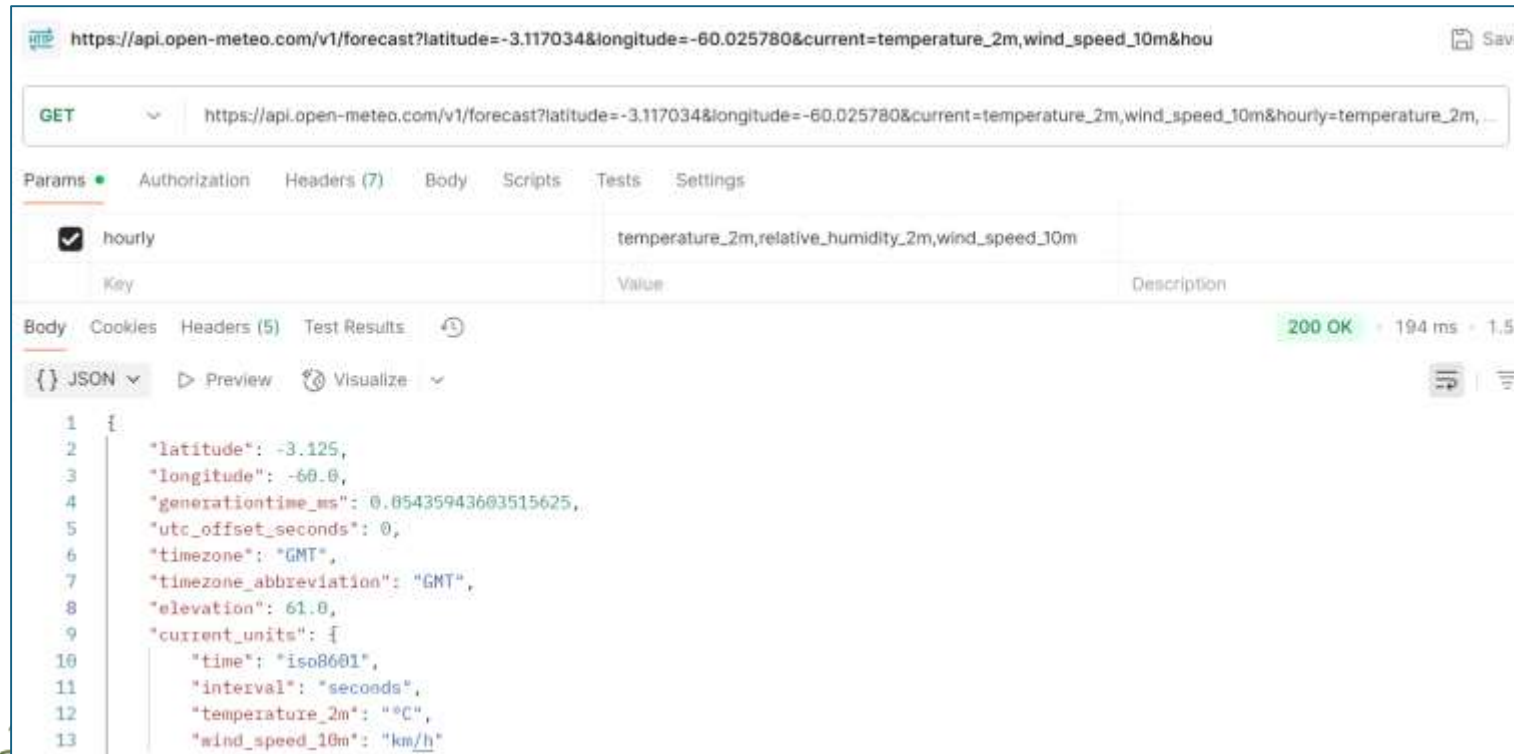 HTTP https://api.open-meteo.com/v1/forecast?latitude=-3.117034&longitude=-60.025780&current=temperature_2m,wind_speed_10m&hou Sav
GET https://api.open-meteo.com/v1/forecast?latitude=-3.117034&longitude=-60.025780&current=temperature_2m,wind_speed_10m&hourly=temperature_2m, ...
Params Authorization Headers (7) Body Scripts Tests Settings
hourly temperature_2m,relative_humidity_2m,wind_speed_10m
Key Value Description
Body Cookies Headers (5) Test Results 200 OK 194 ms 1.5
{} JSON Preview Visualize
1 {
2 "latitude": -3.125,
3 "longitude": -60.0,
4 "generationtime_ms": 0.05435943603515625,
5 "utc_offset_seconds": 0,
6 "timezone": "GMT",
7 "timezone_abbreviation": "GMT",
8 "elevation": 61.0,
9 "current_units": {
10 "time": "iso8601",
11 "interval": "seconds",
12 "temperature_2m": "°C",
13 "wind_speed_10m": "km/h"